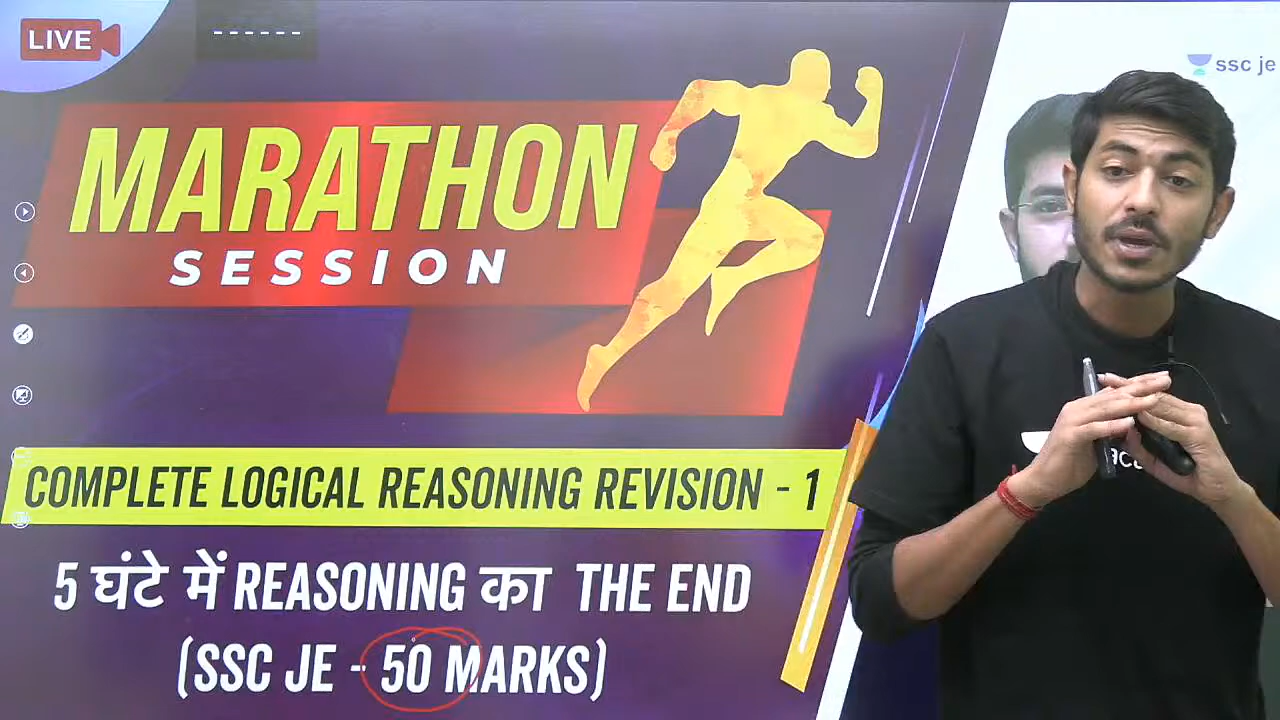 LIVE
ssc je
MARATHON
SESSION
COMPLETE LOGICAL REASONING REVISION - 1
5 घंटे में REASONING का THE END
(SSC JE - 50 MARKS)